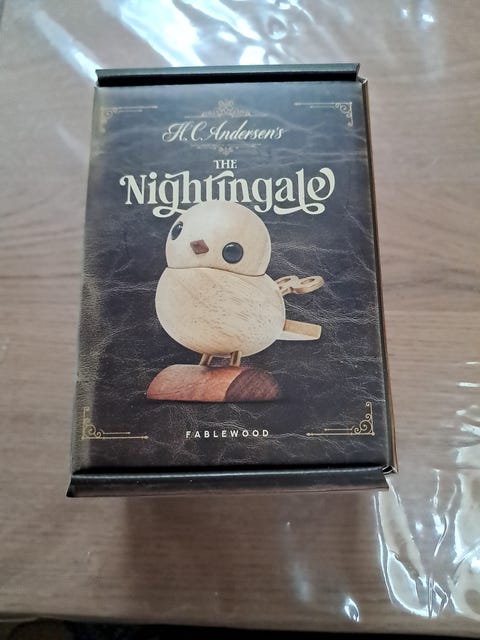 H.C. Andersen's
THE
Nightingale
FABLEWOOD